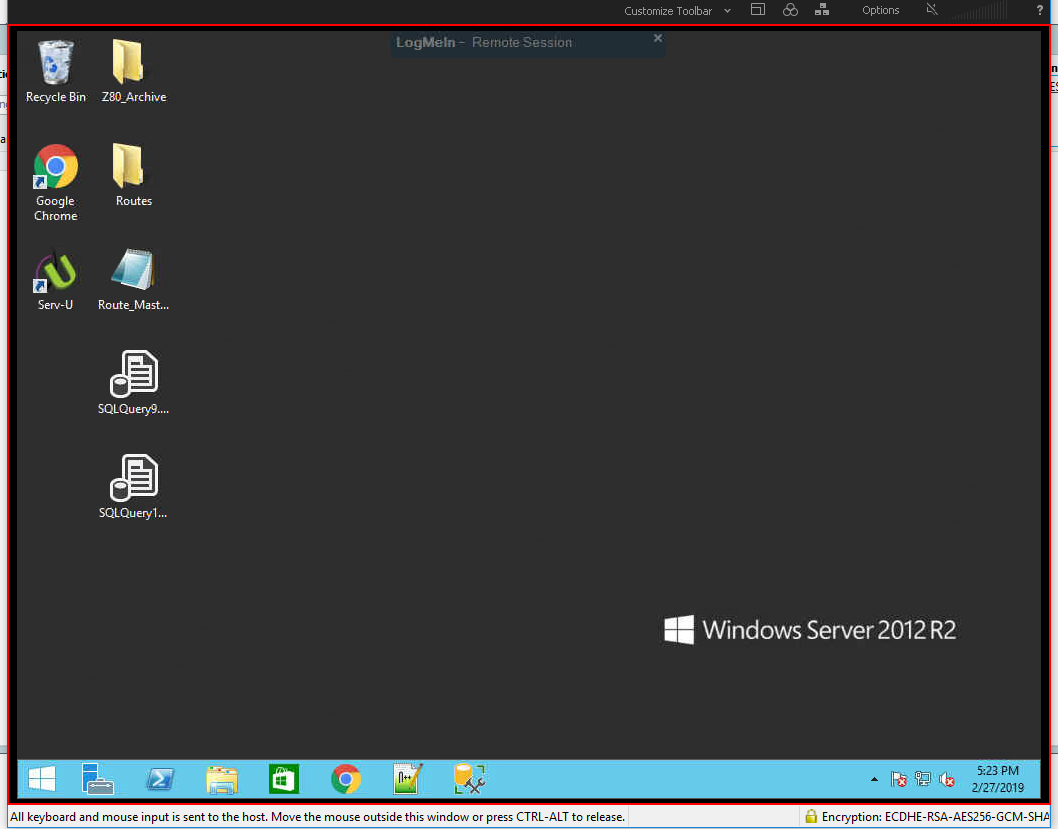 Customize Toolbar
Options
?
LogMeIn - Remote Session
Recycle Bin
Z80_Archive
Google
Chrome
Routes
Serv-U
Route_Mast...
SQLQuery9....
SQLQuery1...
Windows Server 2012 R2
5:23 PM
2/27/2019
All keyboard and mouse input is sent to the host. Move the mouse outside this window or press CTRL-ALT to release.
Encryption: ECDHE-RSA-AES256-GCM-SHA